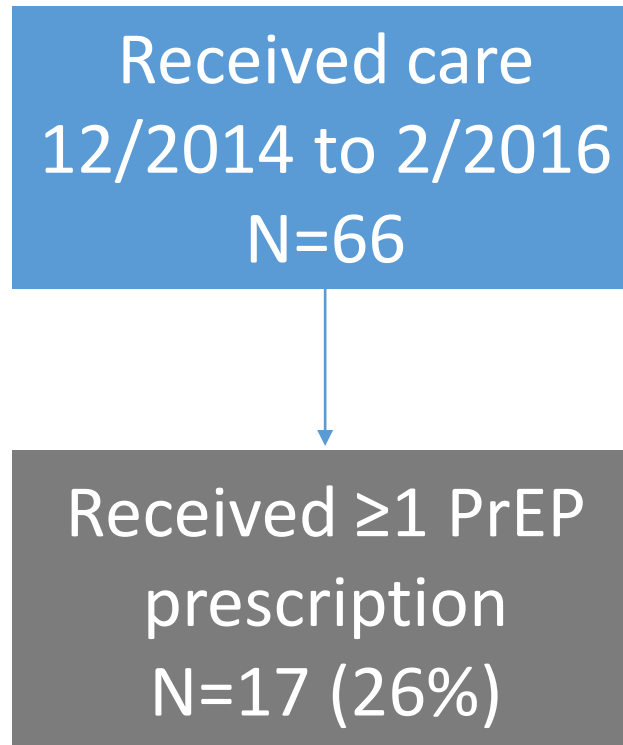 Received care
12/2014 to 2/2016
N=66
Received ≥1 PrEP
prescription
N=17 (26%)